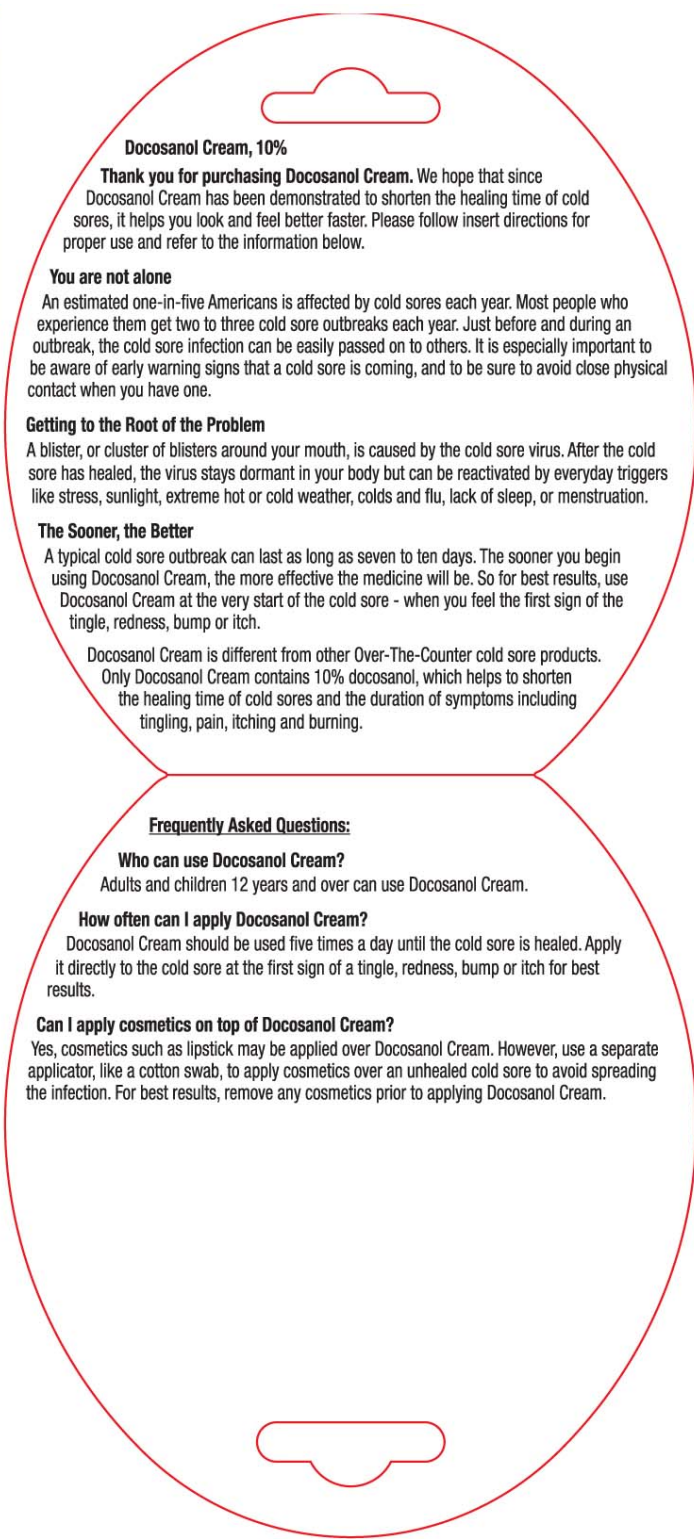 Docosanol Cream, 10%
Thank you for purchasing Docosanol Cream. We hope that since
Docosanol Cream has been demonstrated to shorten the healing time of cold
sores, it helps you look and feel better faster. Please follow insert directions for
proper use and refer to the information below.
You are not alone
An estimated one-in-five Americans is affected by cold sores each year. Most people who
experience them get two to three cold sore outbreaks each year. Just before and during an
outbreak, the cold sore infection can be easily passed on to others. It is especially important to
be aware of early warning signs that a cold sore is coming, and to be sure to avoid close physical
contact when you have one.
Getting to the Root of the Problem
A blister, or cluster of blisters around your mouth, is caused by the cold sore virus. After the cold
sore has healed, the virus stays dormant in your body but can be reactivated by everyday triggers
like stress, sunlight, extreme hot or cold weather, colds and flu, lack of sleep, or menstruation.
The Sooner, the Better
A typical cold sore outbreak can last as long as seven to ten days. The sooner you begin
using Docosanol Cream, the more effective the medicine will be. So for best results, use
Docosanol Cream at the very start of the cold sore - when you feel the first sign of the
tingle, redness, bump or itch.
Docosanol Cream is different from other Over-The-Counter cold sore products.
Only Docosanol Cream contains 10% docosanol, which helps to shorten
the healing time of cold sores and the duration of symptoms including
tingling, pain, itching and burning.
Frequently Asked Questions:
Who can use Docosanol Cream?
Adults and children 12 years and over can use Docosanol Cream.
How often can I apply Docosanol Cream?
Docosanol Cream should be used five times a day until the cold sore is healed. Apply
it directly to the cold sore at the first sign of a tingle, redness, bump or itch for best
results.
Can I apply cosmetics on top of Docosanol Cream?
Yes, cosmetics such as lipstick may be applied over Docosanol Cream. However, use a separate
applicator, like a cotton swab, to apply cosmetics over an unhealed cold sore to avoid spreading
the infection. For best results, remove any cosmetics prior to applying Docosanol Cream.